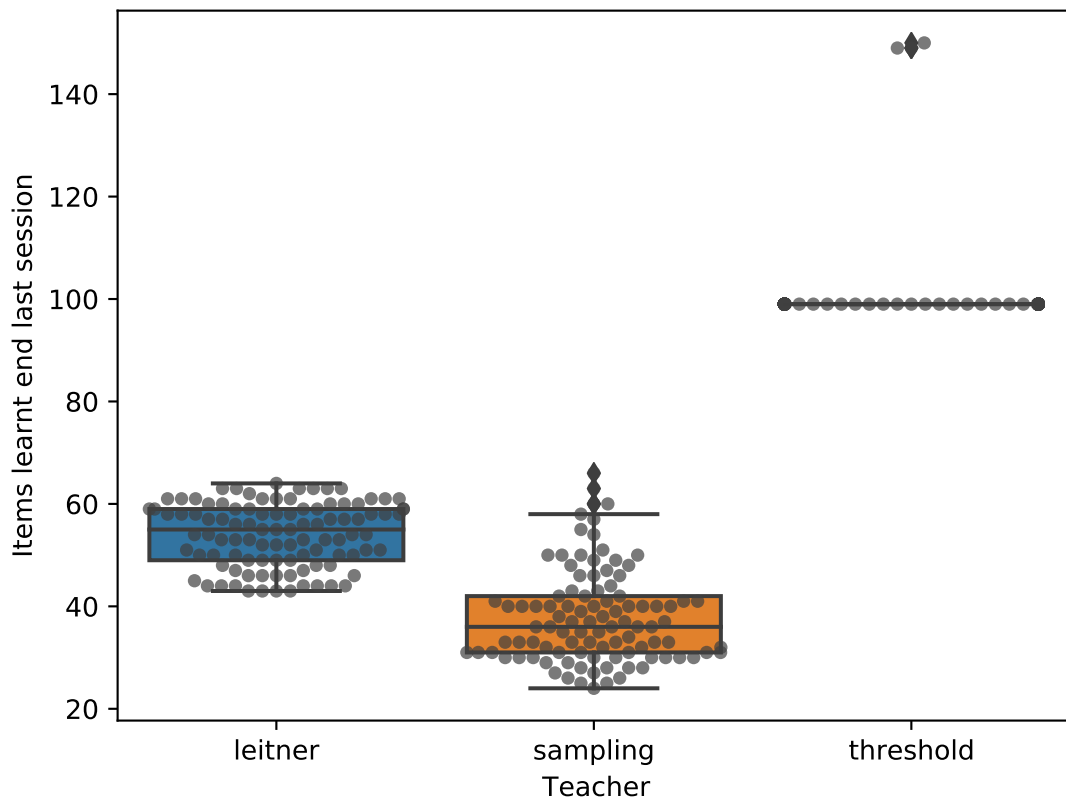 Items learnt end last session
140
120
100
80
60
40
20
leitner
sampling
threshold
Teacher